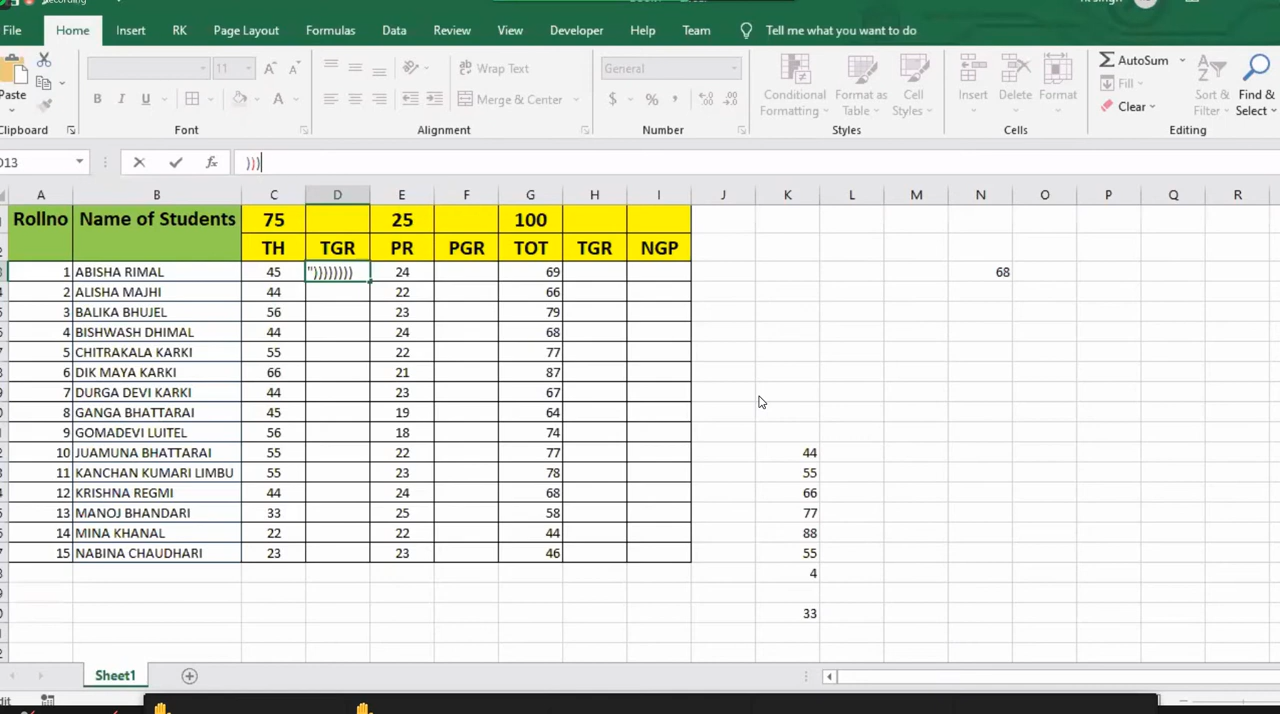 File Home Insert RK Page Layout Formulas Data Review View Developer Help Team Tell me what you want to do
11 A A Wrap Text General AutoSum
Paste B I U A Merge & Center $ % , Conditional Formatting Format as Table Cell Styles Insert Delete Format Fill Clear Sort & Filter Find & Select
Clipboard Font Alignment Number Styles Cells Editing
fx )))
A B C D E F G H I J K L M N O P Q R
Rollno Name of Students 75 25 100
TH TGR PR PGR TOT TGR NGP
1 ABISHA RIMAL 45 ")))))))) 24 69 68
2 ALISHA MAJHI 44 22 66
3 BALIKA BHUJEL 56 23 79
4 BISHWASH DHIMAL 44 24 68
5 CHITRAKALA KARKI 55 22 77
6 DIK MAYA KARKI 66 21 87
7 DURGA DEVI KARKI 44 23 67
8 GANGA BHATTARAI 45 19 64
9 GOMADEVI LUITEL 56 18 74
10 JUAMUNA BHATTARAI 55 22 77 44
11 KANCHAN KUMARI LIMBU 55 23 78 55
12 KRISHNA REGMI 44 24 68 66
13 MANOJ BHANDARI 33 25 58 77
14 MINA KHANAL 22 22 44 88
15 NABINA CHAUDHARI 23 23 46 55
4
33
Sheet1